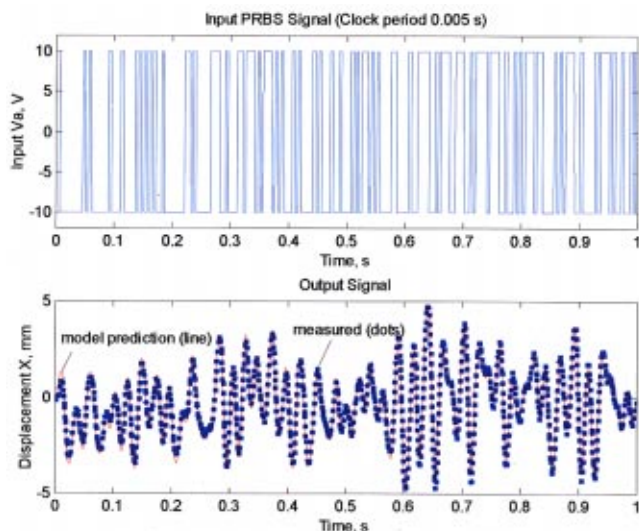 Input PRBS Signal (Clock period 0.005 s)
10
5
0
-5
-10
Input Va, V
0 0.1 0.2 0.3 0.4 0.5 0.6 0.7 0.8 0.9 1
Time, s
Output Signal
5
0
-5
Displacement X, mm
model prediction (line)
measured (dots)
0 0.1 0.2 0.3 0.4 0.5 0.6 0.7 0.8 0.9 1
Time, s